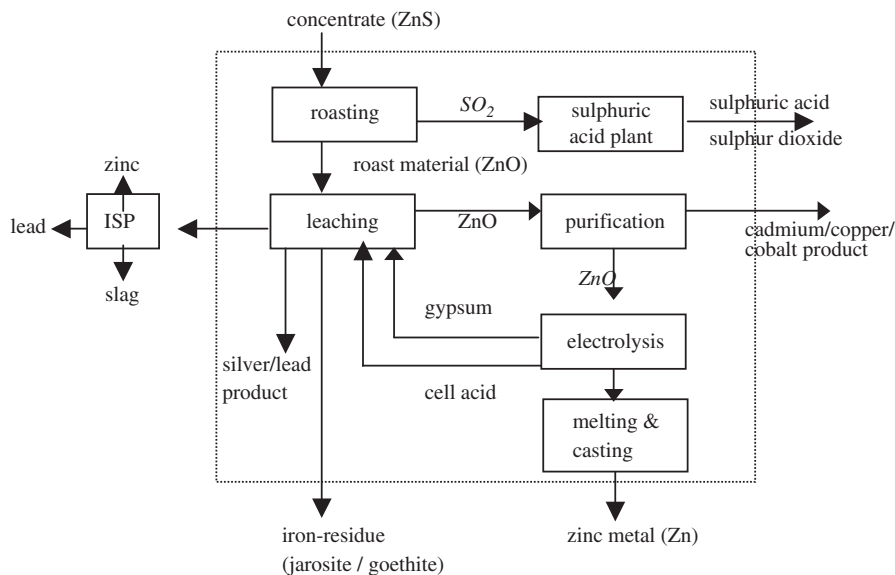 concentrate (ZnS)
roasting
SO2
sulphuric
acid plant
sulphuric acid
sulphur dioxide
roast material (ZnO)
zinc
lead
ISP
slag
leaching
ZnO
purification
cadmium/copper/
cobalt product
ZnO
gypsum
electrolysis
silver/lead
product
cell acid
melting &
casting
iron-residue
(jarosite / goethite)
zinc metal (Zn)